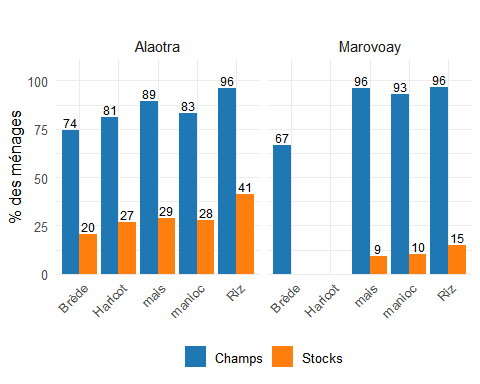 Alaotra Marovoay
% des ménages
100
75
50
25
0
74 20 81 27 89 29 83 28 96 41
67 96 9 93 10 96 15
Brède Haricot maïs manioc Riz
Brède Haricot maïs manioc Riz
Champs Stocks